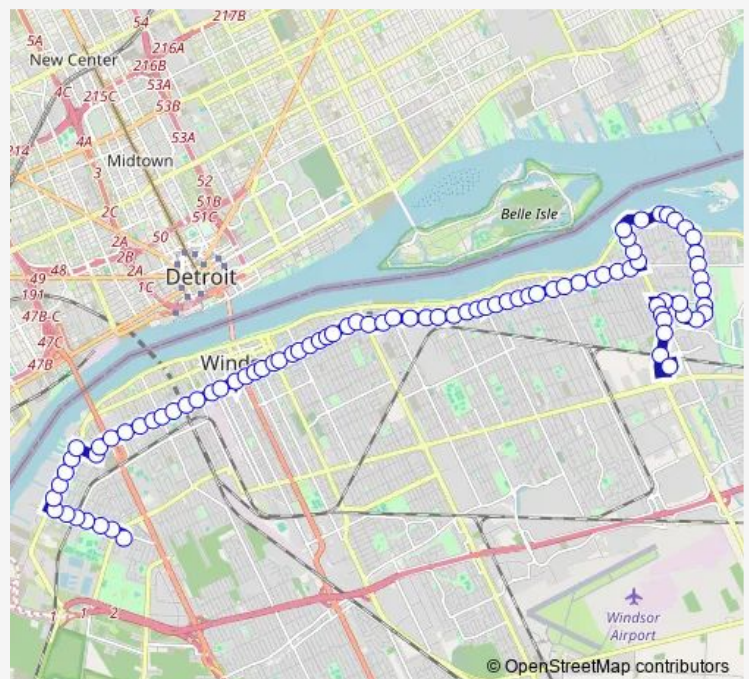 54
217B
5A
216A
New Center
216B
4C
53A
215C
53B
214
4A
53A
Midtown
3
52
2C
51B
51C
Belle Isle
50
2A
2B
49
48
2A
Detroit
191
1C
47B-C
47C
47B
Winds
1
1
2
Windsor
Airport
© OpenStreetMap contributors